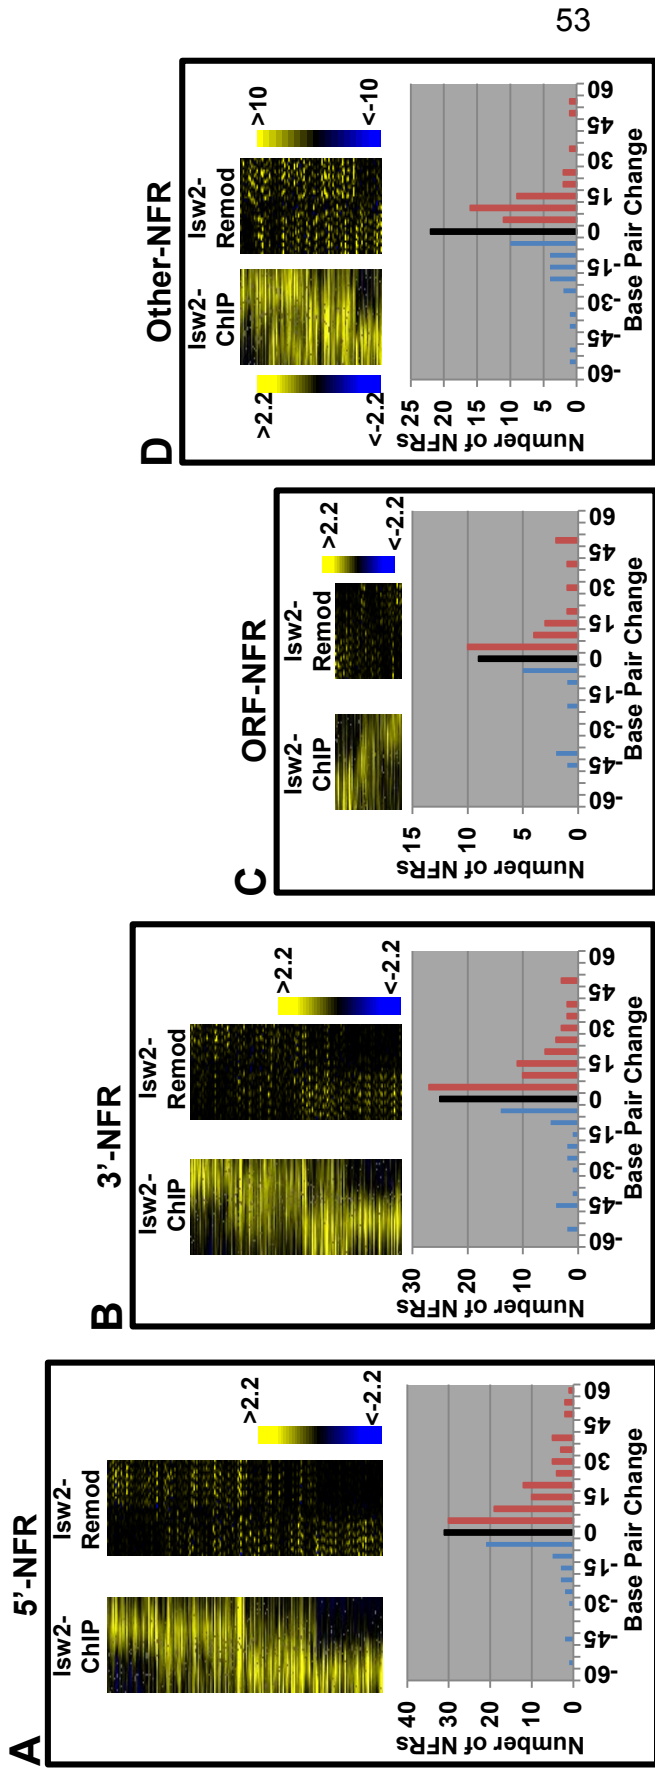 53
A
5'-NFR
Isw2-
ChIP
Isw2-
Remod
>2.2
<-2.2
Number of NFRs
40
30
20
10
0
-60
-45
-30
-15
0
15
30
45
60
Base Pair Change
B
3'-NFR
Isw2-
ChIP
Isw2-
Remod
>2.2
<-2.2
Number of NFRs
30
20
10
0
-60
-45
-30
-15
0
15
30
45
60
Base Pair Change
C
ORF-NFR
Isw2-
ChIP
Isw2-
Remod
>2.2
<-2.2
Number of NFRs
15
10
5
0
-60
-45
-30
-15
0
15
30
45
60
Base Pair Change
D
Other-NFR
Isw2-
ChIP
Isw2-
Remod
>2.2
<-2.2
>10
<-10
Number of NFRs
25
20
15
10
5
0
-60
-45
-30
-15
0
15
30
45
60
Base Pair Change